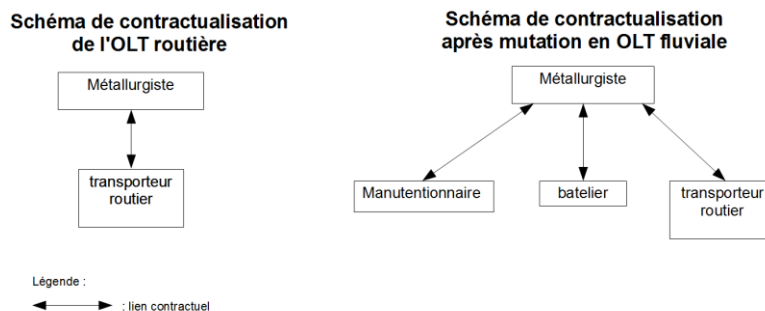 Schéma de contractualisation
de l'OLT routière
Métallurgiste
transporteur
routier
Schéma de contractualisation
après mutation en OLT fluviale
Métallurgiste
Manutentionnaire
batelier
transporteur
routier
Légende :
: lien contractuel